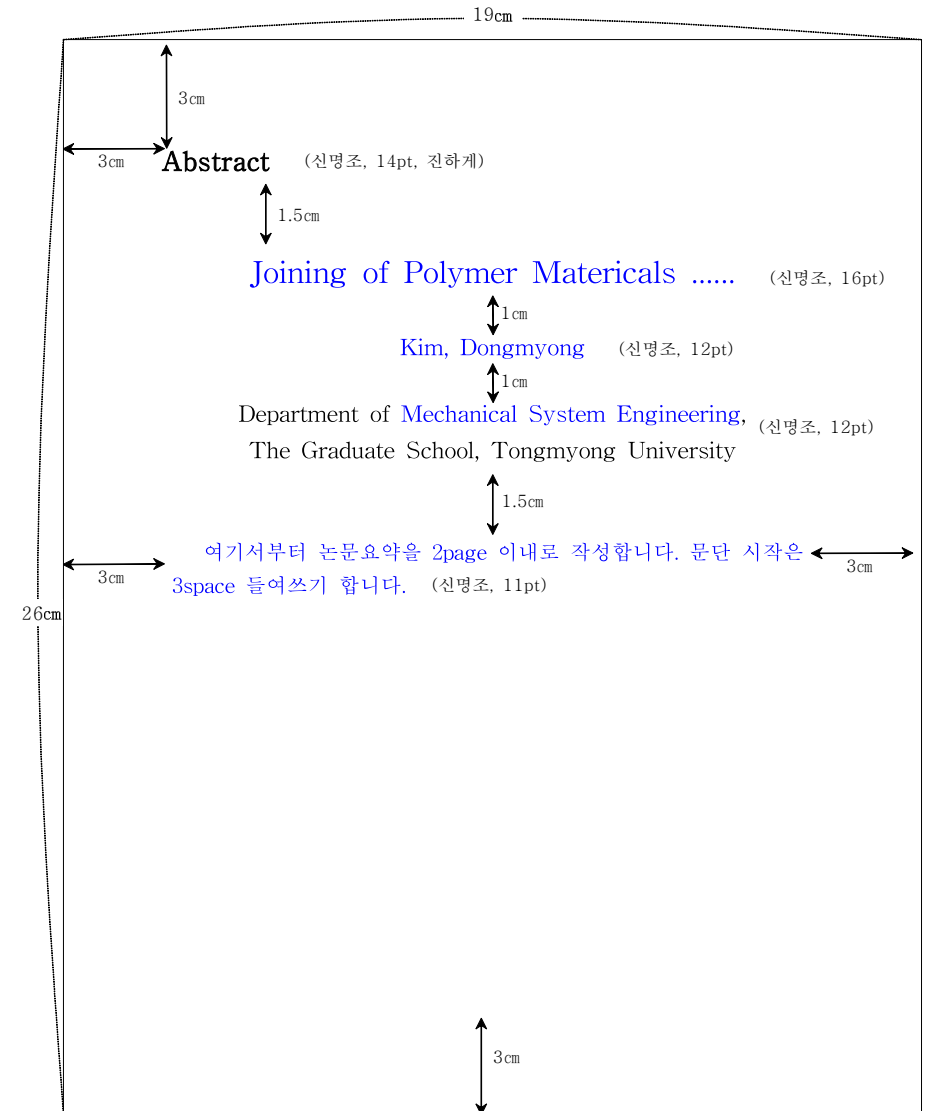 19㎝
3㎝
3㎝
Abstract (신명조, 14pt, 진하게)
1.5㎝
Joining of Polymer Matericals ...... (신명조, 16pt)
1㎝
Kim, Dongmyong (신명조, 12pt)
1㎝
Department of Mechanical System Engineering,
(신명조, 12pt)
The Graduate School, Tongmyong University
1.5㎝
여기서부터 논문요약을 2page 이내로 작성합니다. 문단 시작은
3㎝
3㎝
3space 들여쓰기 합니다. (신명조, 11pt)
26㎝
3㎝